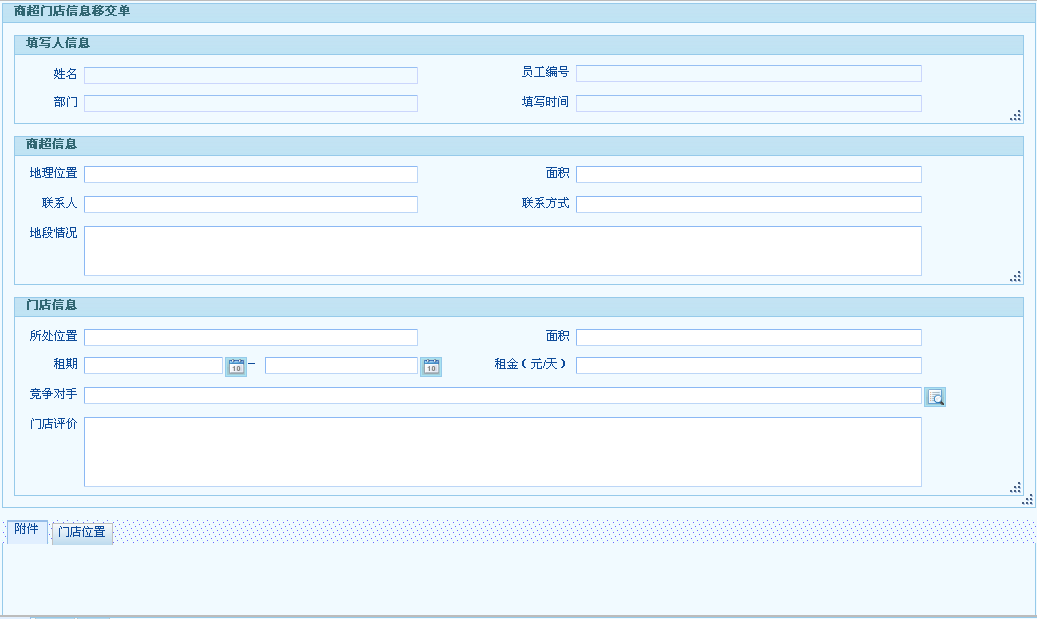 商超门店信息移交单
填写人信息
姓名 员工编号
部门 填写时间
商超信息
地理位置 面积
联系人 联系方式
地段情况
门店信息
所处位置 面积
租期 10 – 10 租金（元/天）
竞争对手
门店评价
附件 门店位置